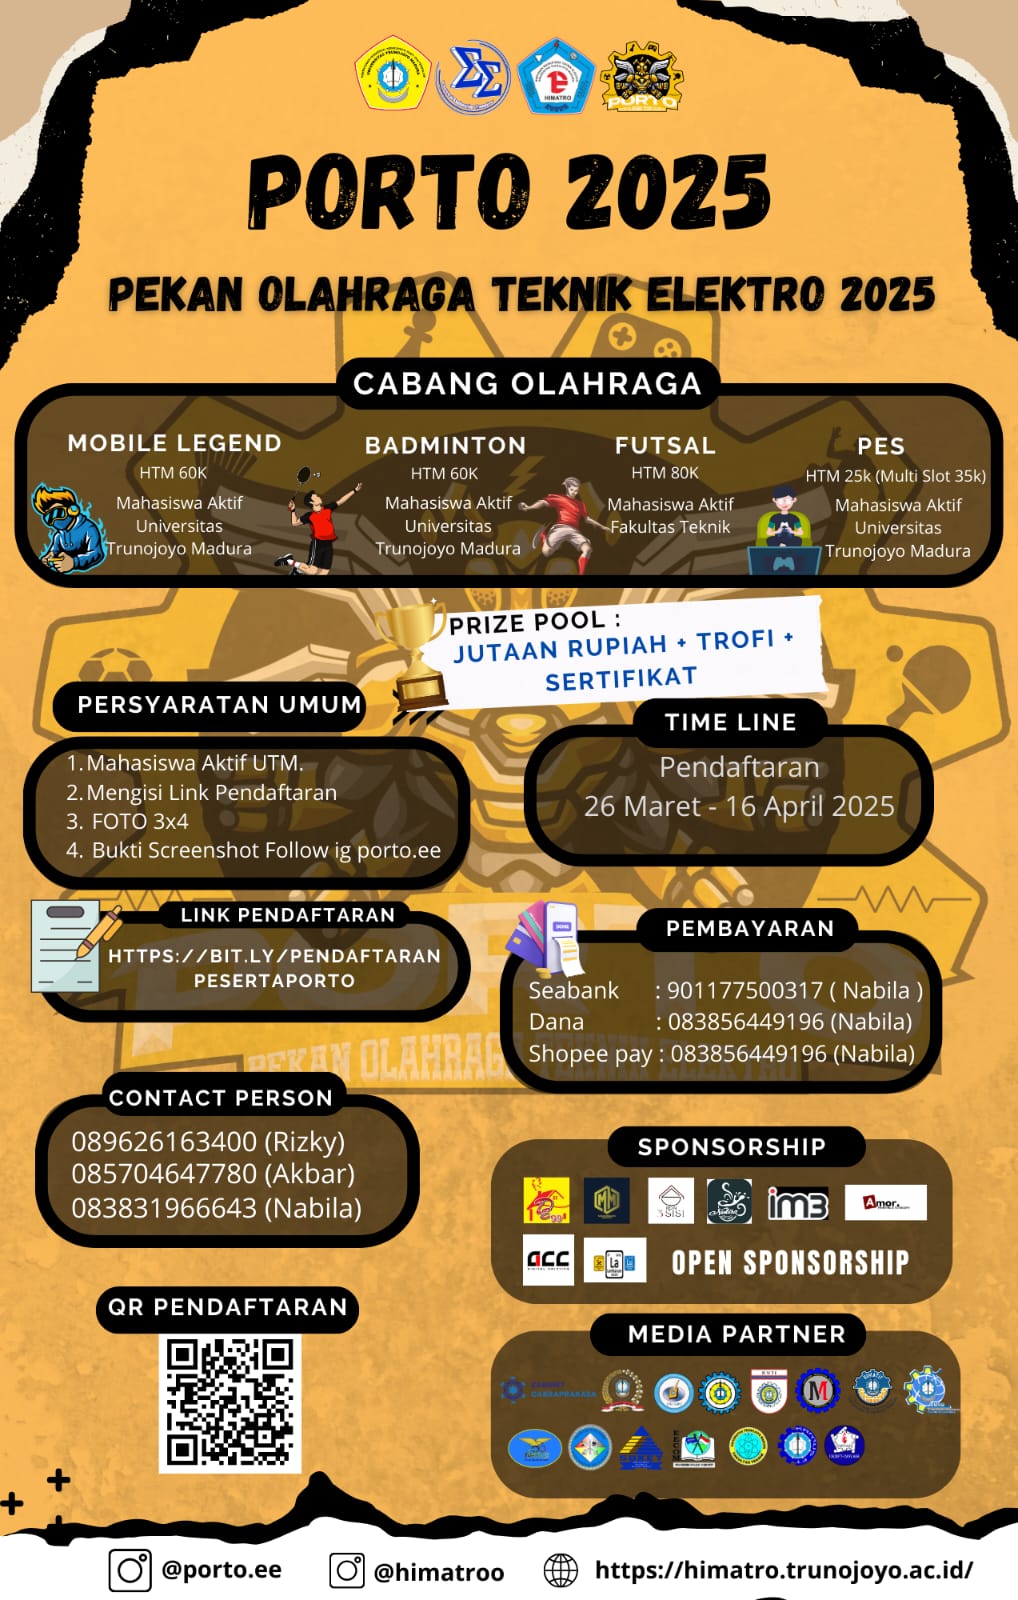 PORTO
PORTO 2025
PEKAN OLAHRAGA TEKNIK ELEKTRO 2025
CABANG OLAHRAGA
MOBILE LEGEND
HTM 60K
Mahasiswa Aktif
Universitas
Trunojoyo Madura
BADMINTON
HTM 60K
Mahasiswa Aktif
Universitas
Trunojoyo Madura
FUTSAL
HTM 80K
Mahasiswa Aktif
Fakultas Teknik
PES
HTM 25k (Multi Slot 35k)
Mahasiswa Aktif
Universitas
Trunojoyo Madura
PRIZE POOL :
JUTAAN RUPIAH + TROFI +
SERTIFIKAT
PERSYARATAN UMUM
1. Mahasiswa Aktif UTM.
2. Mengisi Link Pendaftaran
3. FOTO 3x4
4. Bukti Screenshot Follow ig porto.ee
TIME LINE
Pendaftaran
26 Maret - 16 April 2025
LINK PENDAFTARAN
HTTPS://BIT.LY/PENDAFTARAN
PESERTAPORTO
PEMBAYARAN
Seabank : 901177500317 ( Nabila )
Dana : 083856449196 (Nabila)
Shopee pay : 083856449196 (Nabila)
CONTACT PERSON
089626163400 (Rizky)
085704647780 (Akbar)
083831966643 (Nabila)
SPONSORSHIP
im3
Amor.
acc
OPEN SPONSORSHIP
QR PENDAFTARAN
MEDIA PARTNER
@porto.ee
@himatroo
https://himatro.trunojoyo.ac.id/